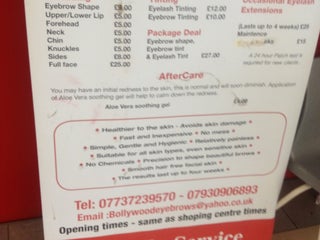 Threading
Tinting
Occasional Eyelash
Eyebrow Shape £8.00 Eyelash Tinting £12.00 Extensions
Upper/Lower Lip £5.00 Eyebrow Tinting £10.00
Forehead £5.00
Neck £5.00 Package Deal (Lasts up to 4 weeks) £25
Chin £5.00 Eyebrow shape, Maintence £15
Knuckles £5.00 Eyebrow tint
Sides £8.00 & Eyelash Tint £27.00 A 24 hour Patch test is
Full face £25.00 required for new clients.
AfterCare
You may have an initial redness to the skin, this is normal and will soon diminish. Application
of Aloe Vera soothing gel will help to calm down the redness.
Aloe Vera soothing gel
* Healthier to the skin - Avoids skin damage *
* Fast and inexpensive * No mess *
* Simple, Gentle and Hygienic * Relatively painless *
* Suitable for all skin types, even sensitive skin *
* No Chemicals * Precision to shape beautiful brows *
* Smooth hair free facial skin *
* The results last up to four weeks *
Tel: 07737239570 - 07930906893
Email :Bollywoodeyebrows@yahoo.co.uk
Opening times - same as shoping centre times
Service